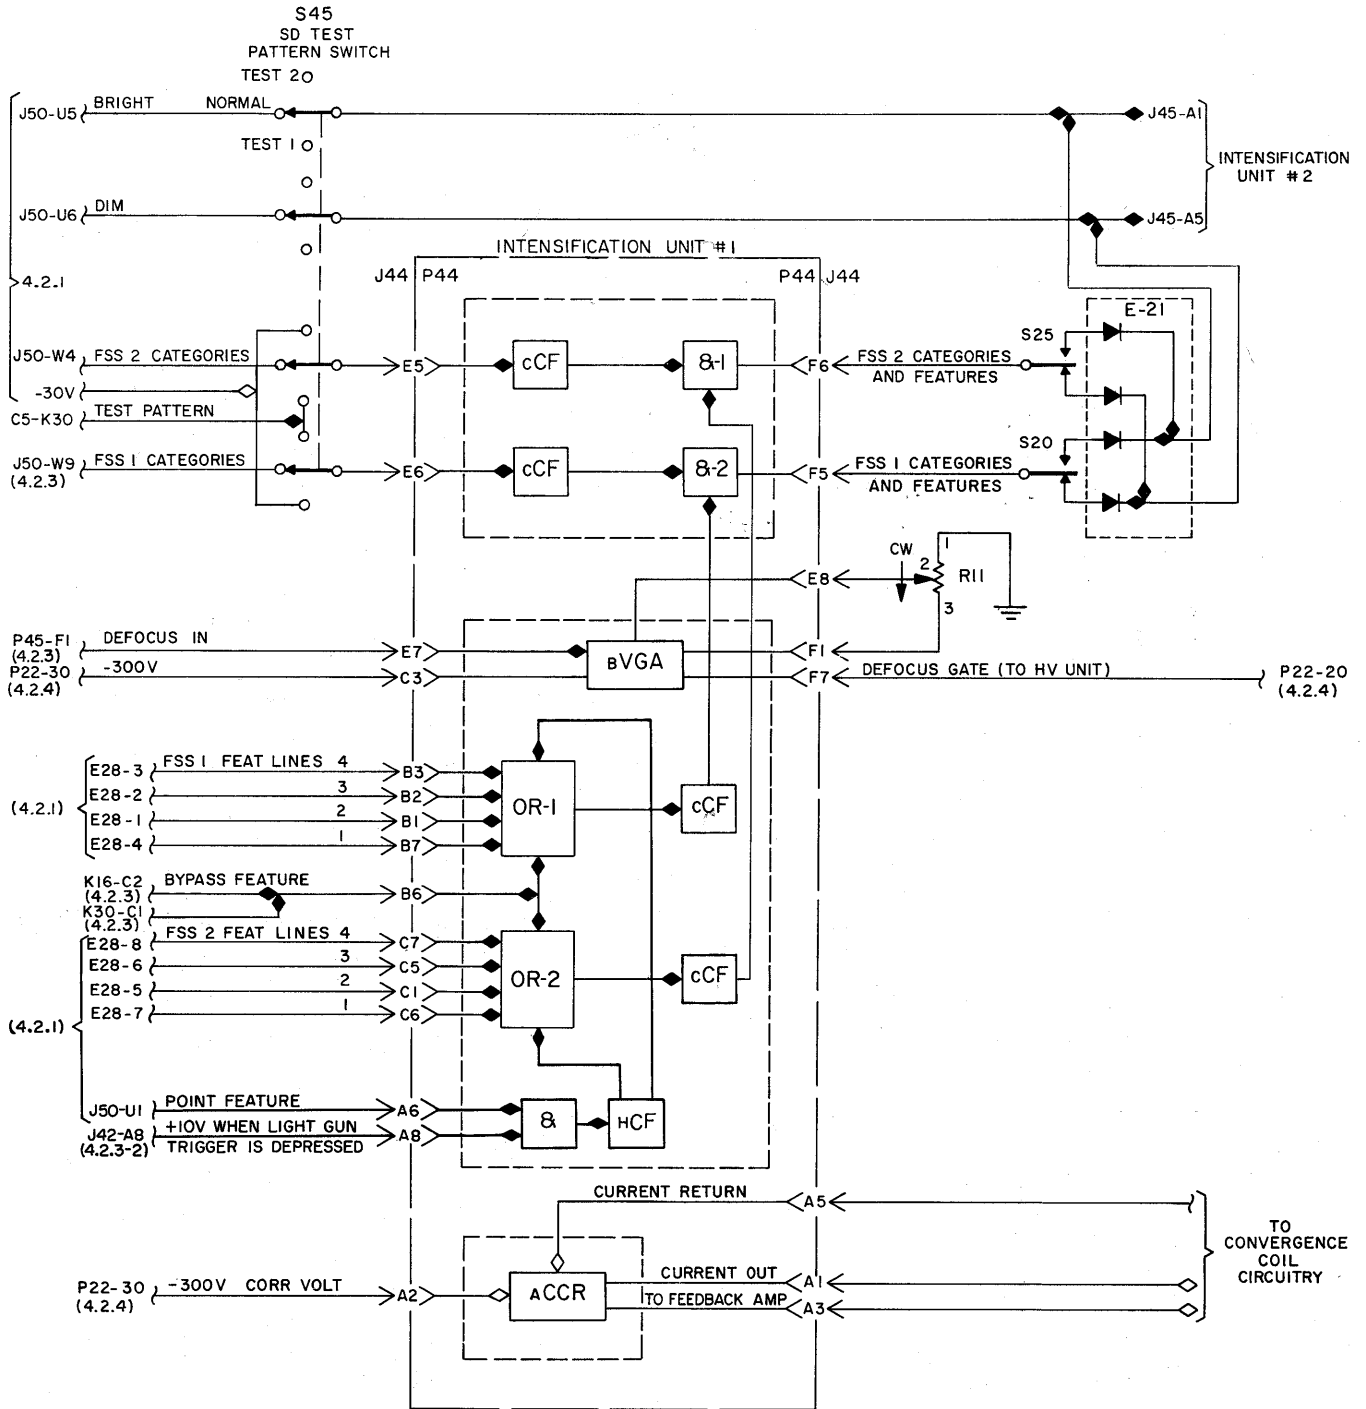 S45
SD TEST
PATTERN SWITCH
TEST 2
J50-U5 BRIGHT NORMAL J45-A1
TEST 1
INTENSIFICATION
UNIT #2
J50-U6 DIM J45-A5
INTENSIFICATION UNIT #1
4.2.1
J44 P44 P44 J44
E-21
S25
J50-W4 FSS 2 CATEGORIES E5 cCF &-1 F6 FSS 2 CATEGORIES
AND FEATURES
-30V
C5-K30 TEST PATTERN
S20
J50-W9 FSS 1 CATEGORIES E6 cCF &-2 F5 FSS 1 CATEGORIES
(4.2.3) AND FEATURES
1
CW
2
E8 R11
3
P45-F1 DEFOCUS IN E7 BVGA F1
(4.2.3)
P22-30 -300V C3 F7 DEFOCUS GATE (TO HV UNIT) P22-20
(4.2.4) (4.2.4)
E28-3 FSS 1 FEAT LINES 4 B3
E28-2 3 B2
(4.2.1) OR-1 cCF
E28-1 2 B1
E28-4 1 B7
K16-C2 BYPASS FEATURE B6
(4.2.3)
K30-C1
(4.2.3)
E28-8 FSS 2 FEAT LINES 4 C7
E28-6 3 C5
OR-2 cCF
E28-5 2 C1
E28-7 1 C6
(4.2.1)
J50-U1 POINT FEATURE A6
& HCF
J42-A8 +10V WHEN LIGHT GUN A8
(4.2.3-2) TRIGGER IS DEPRESSED
CURRENT RETURN A5
TO
CONVERGENCE
COIL
CIRCUITRY
CURRENT OUT A1
P22-30 -300V CORR VOLT A2 ACCR
(4.2.4)
TO FEEDBACK AMP A3